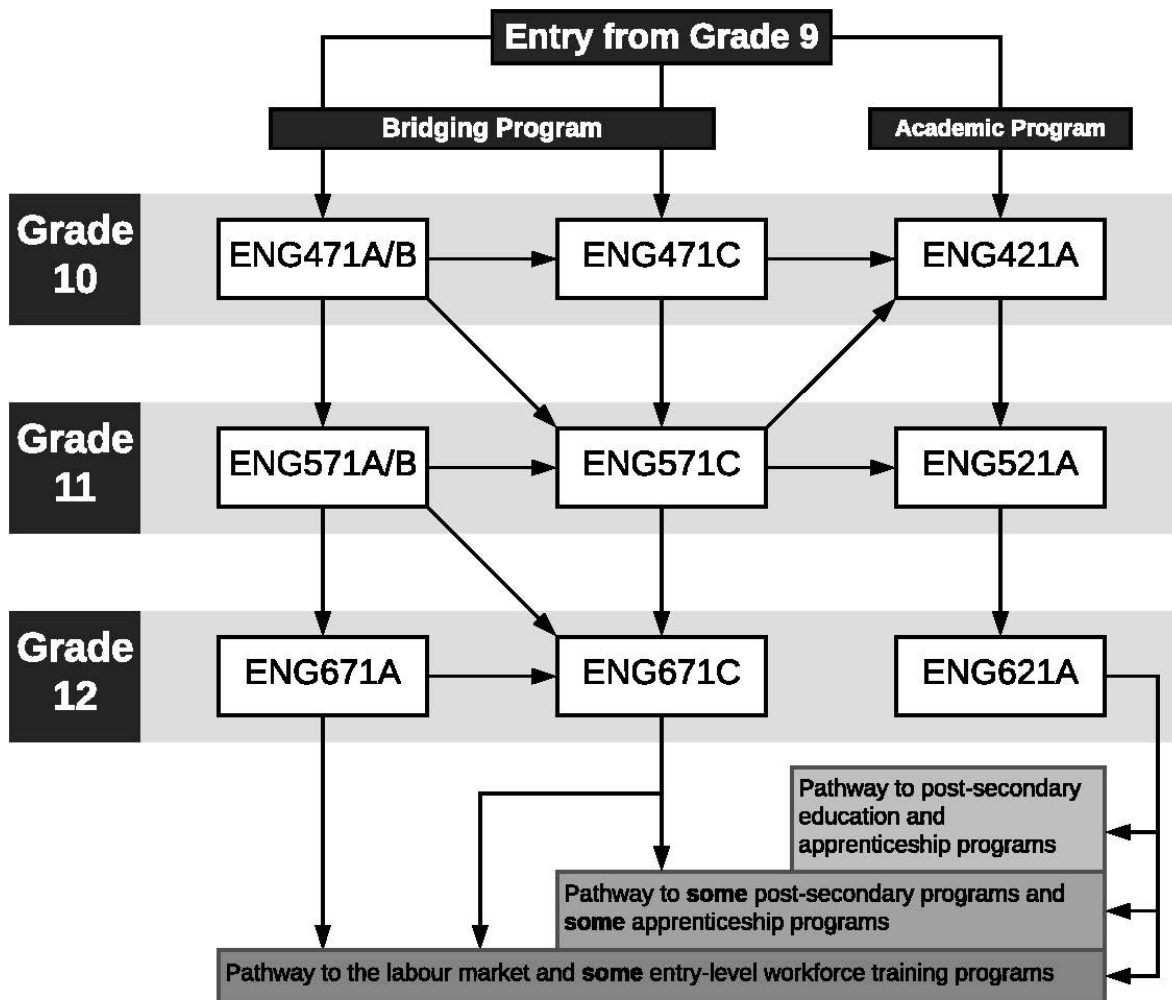 Entry from Grade 9
Bridging Program
Academic Program
Grade
10
ENG471A/B
ENG471C
ENG421A
Grade
11
ENG571A/B
ENG571C
ENG521A
Grade
12
ENG671A
ENG671C
ENG621A
Pathway to post-secondary
education and
apprenticeship programs
Pathway to some post-secondary programs and
some apprenticeship programs
Pathway to the labour market and some entry-level workforce training programs